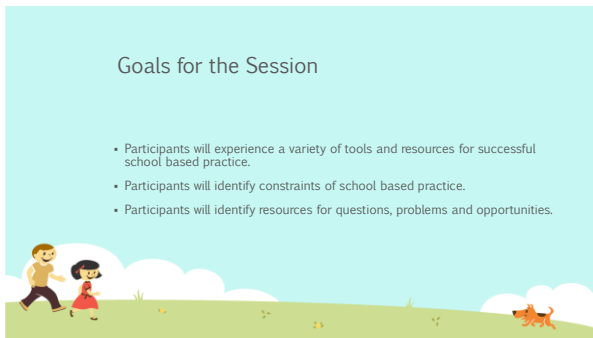 Goals for the Session
▪ Participants will experience a variety of tools and resources for successful
school based practice.
▪ Participants will identify constraints of school based practice.
▪ Participants will identify resources for questions, problems and opportunities.